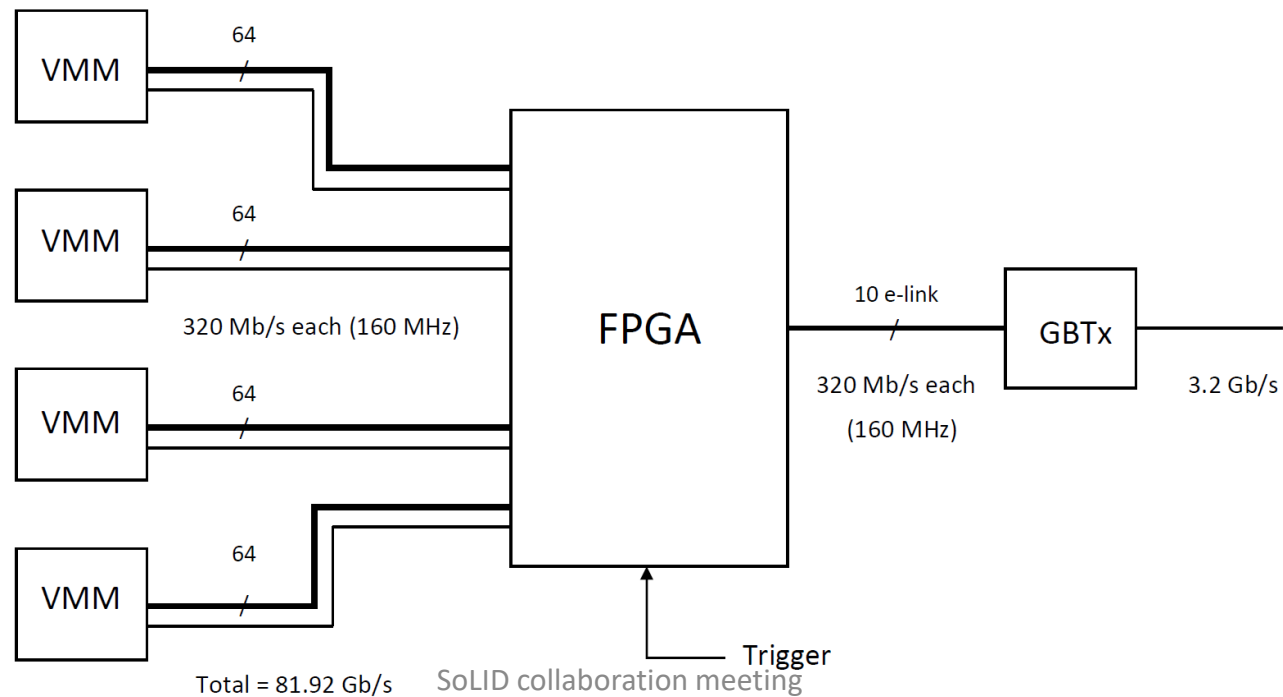 64
VMM
64
VMM
320 Mb/s each (160 MHz)
FPGA
10 e-link
GBTx
320 Mb/s each
(160 MHz)
3.2 Gb/s
64
VMM
64
VMM
Trigger
Total = 81.92 Gb/s
SoLID collaboration meeting